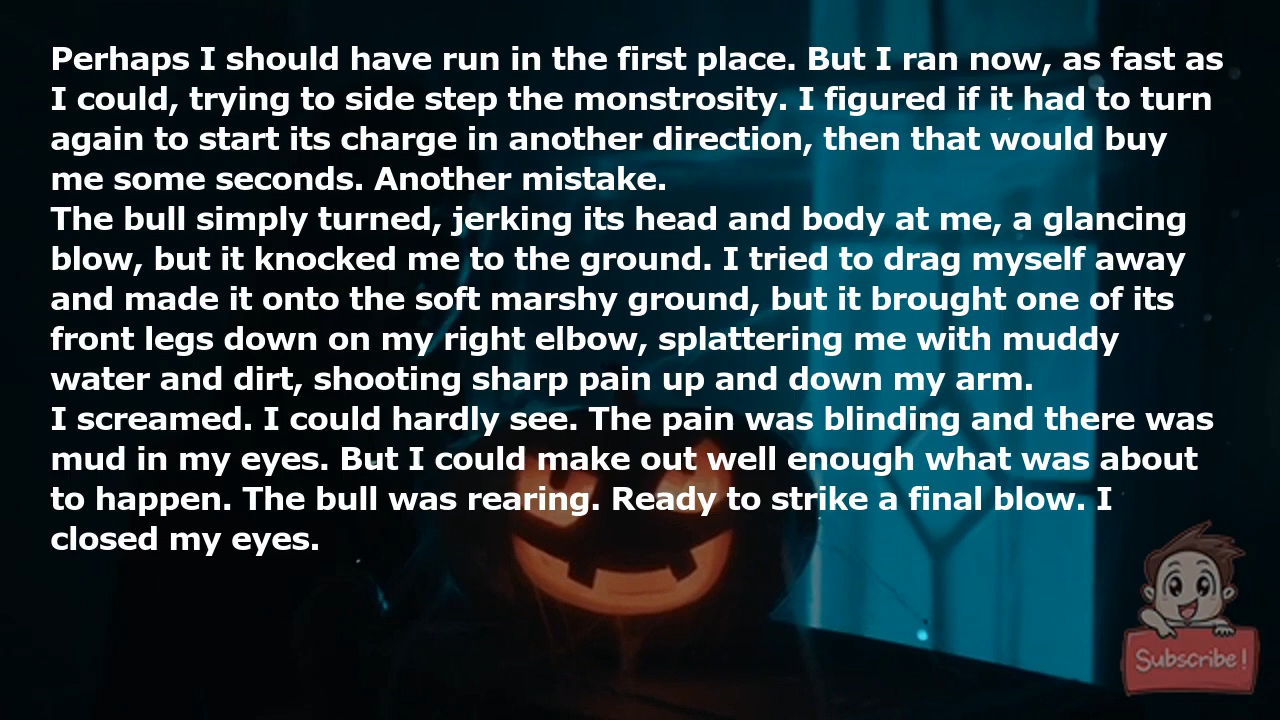 Perhaps I should have run in the first place. But I ran now, as fast as
I could, trying to side step the monstrosity. I figured if it had to turn
again to start its charge in another direction, then that would buy
me some seconds. Another mistake.
The bull simply turned, jerking its head and body at me, a glancing
blow, but it knocked me to the ground. I tried to drag myself away
and made it onto the soft marshy ground, but it brought one of its
front legs down on my right elbow, splattering me with muddy
water and dirt, shooting sharp pain up and down my arm.
I screamed. I could hardly see. The pain was blinding and there was
mud in my eyes. But I could make out well enough what was about
to happen. The bull was rearing. Ready to strike a final blow. I
closed my eyes.
Subscribe!